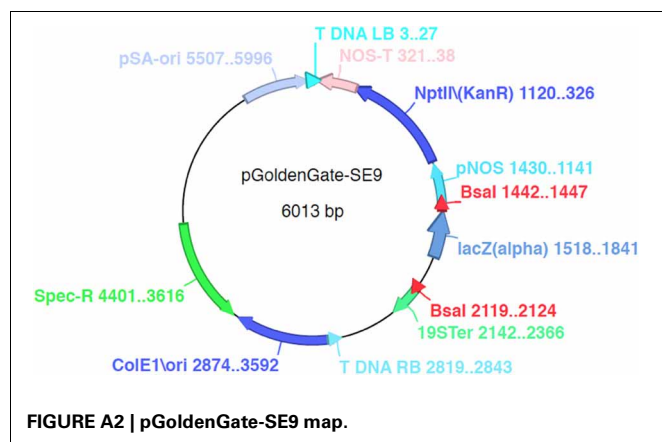 T DNA LB 3..27
pSA-ori 5507..5996
NOS-T 321..38
NptII\(KanR) 1120..326
pNOS 1430..1141
pGoldenGate-SE9
BsaI 1442..1447
6013 bp
lacZ(alpha) 1518..1841
Spec-R 4401..3616
BsaI 2119..2124
19STer 2142..2366
ColE1\ori 2874..3592
T DNA RB 2819..2843
FIGURE A2 | pGoldenGate-SE9 map.